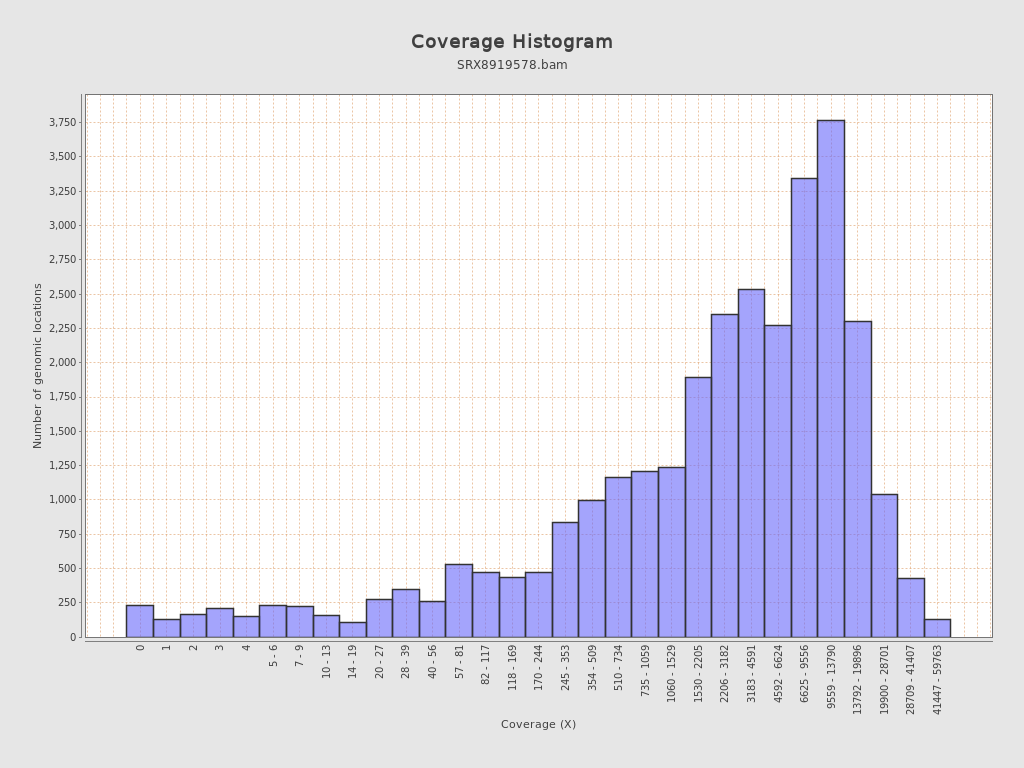 Coverage Histogram
SRX8919578.bam
Number of genomic locations
3,750
3,500
3,250
3,000
2,750
2,500
2,250
2,000
1,750
1,500
1,250
1,000
750
500
250
0
0
1
2
3
4
5 - 6
7 - 9
10 - 13
14 - 19
20 - 27
28 - 39
40 - 56
57 - 81
82 - 117
118 - 169
170 - 244
245 - 353
354 - 509
510 - 734
735 - 1059
1060 - 1529
1530 - 2205
2206 - 3182
3183 - 4591
4592 - 6624
6625 - 9556
9559 - 13790
13792 - 19896
19900 - 28701
28709 - 41407
41447 - 59763
Coverage (X)